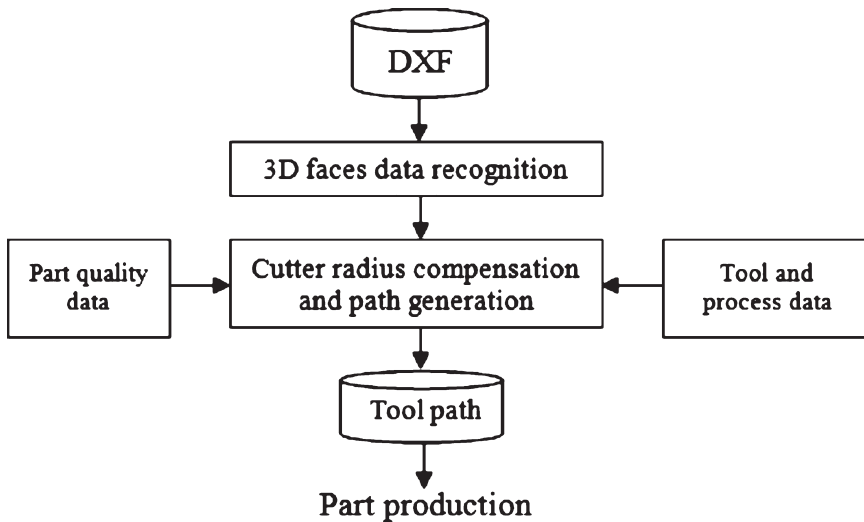 DXF
3D faces data recognition
Part quality
data
Cutter radius compensation
and path generation
Tool and
process data
Tool path
Part production